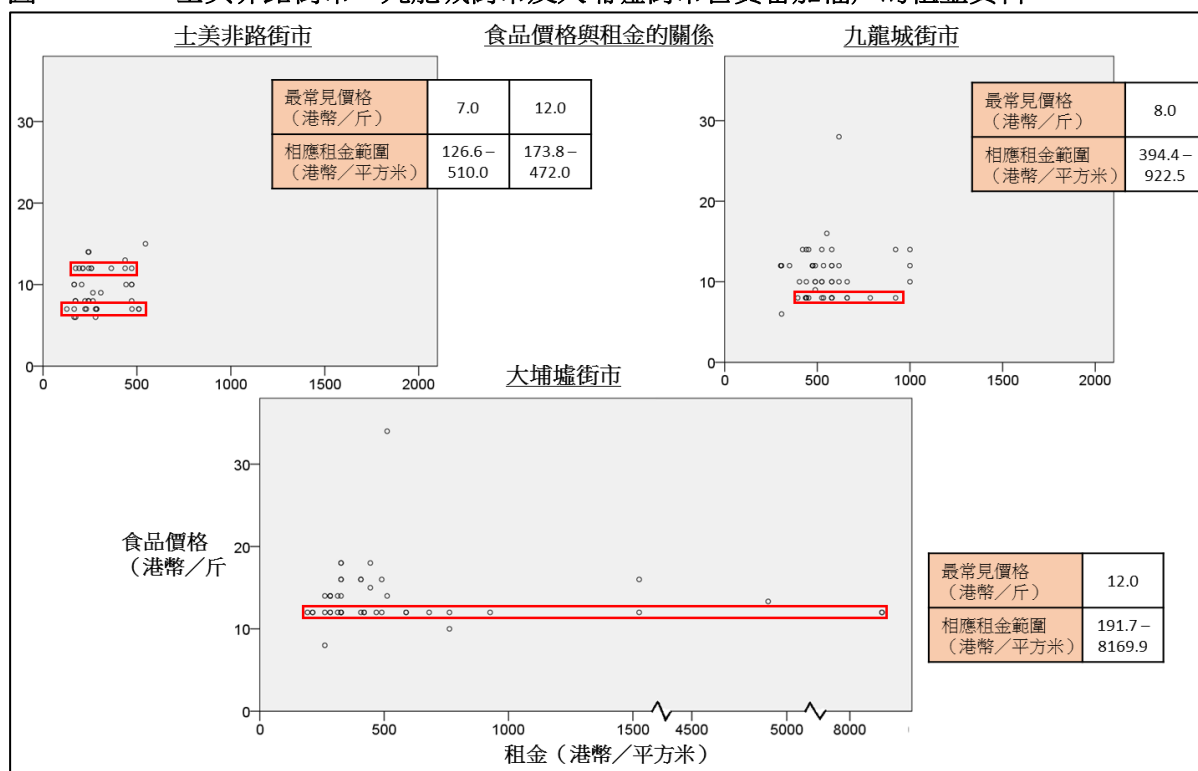 士美非路街市
食品價格與租金的關係
九龍城街市
最常見價格
（港幣／斤）
7.0
12.0
相應租金範圍
（港幣／平方米）
126.6 –
510.0
173.8 –
472.0
30
20
10
0
0
500
1000
1500
2000
最常見價格
（港幣／斤）
8.0
相應租金範圍
（港幣／平方米）
394.4 –
922.5
30
20
10
0
0
500
1000
1500
2000
大埔墟街市
食品價格
（港幣／斤
30
20
10
0
0
500
1000
1500
4500
5000
8000
租金（港幣／平方米）
最常見價格
（港幣／斤）
12.0
相應租金範圍
（港幣／平方米）
191.7 –
8169.9